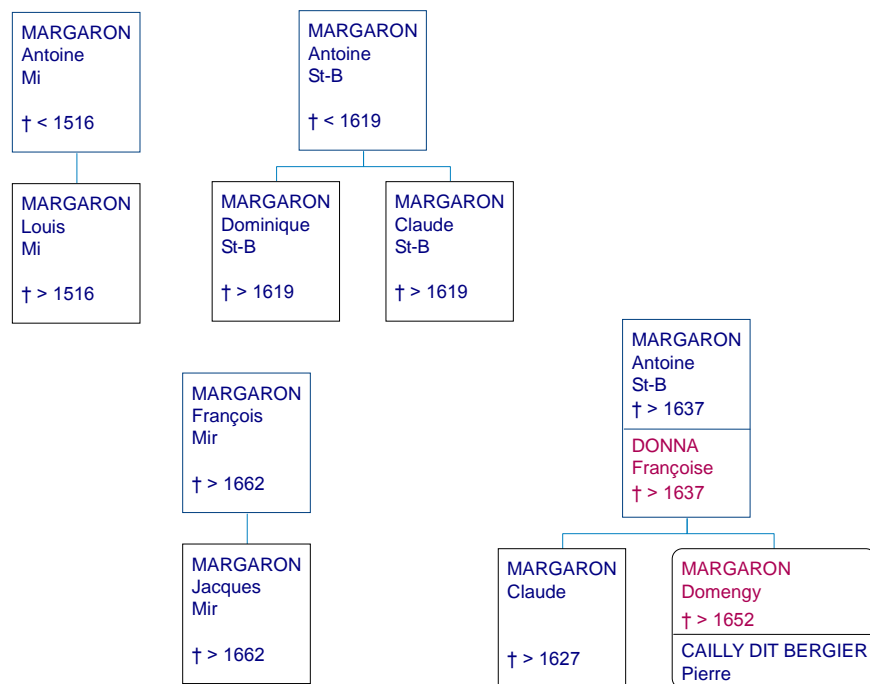 MARGARON
Antoine
Mi
† < 1516
MARGARON
Antoine
St-B
† < 1619
MARGARON
Louis
Mi
† > 1516
MARGARON
Dominique
St-B
† > 1619
MARGARON
Claude
St-B
† > 1619
MARGARON
Antoine
St-B
† > 1637
DONNA
Françoise
† > 1637
MARGARON
François
Mir
† > 1662
MARGARON
Jacques
Mir
† > 1662
MARGARON
Claude
† > 1627
MARGARON
Domengy
† > 1652
CAILLY DIT BERGIER
Pierre